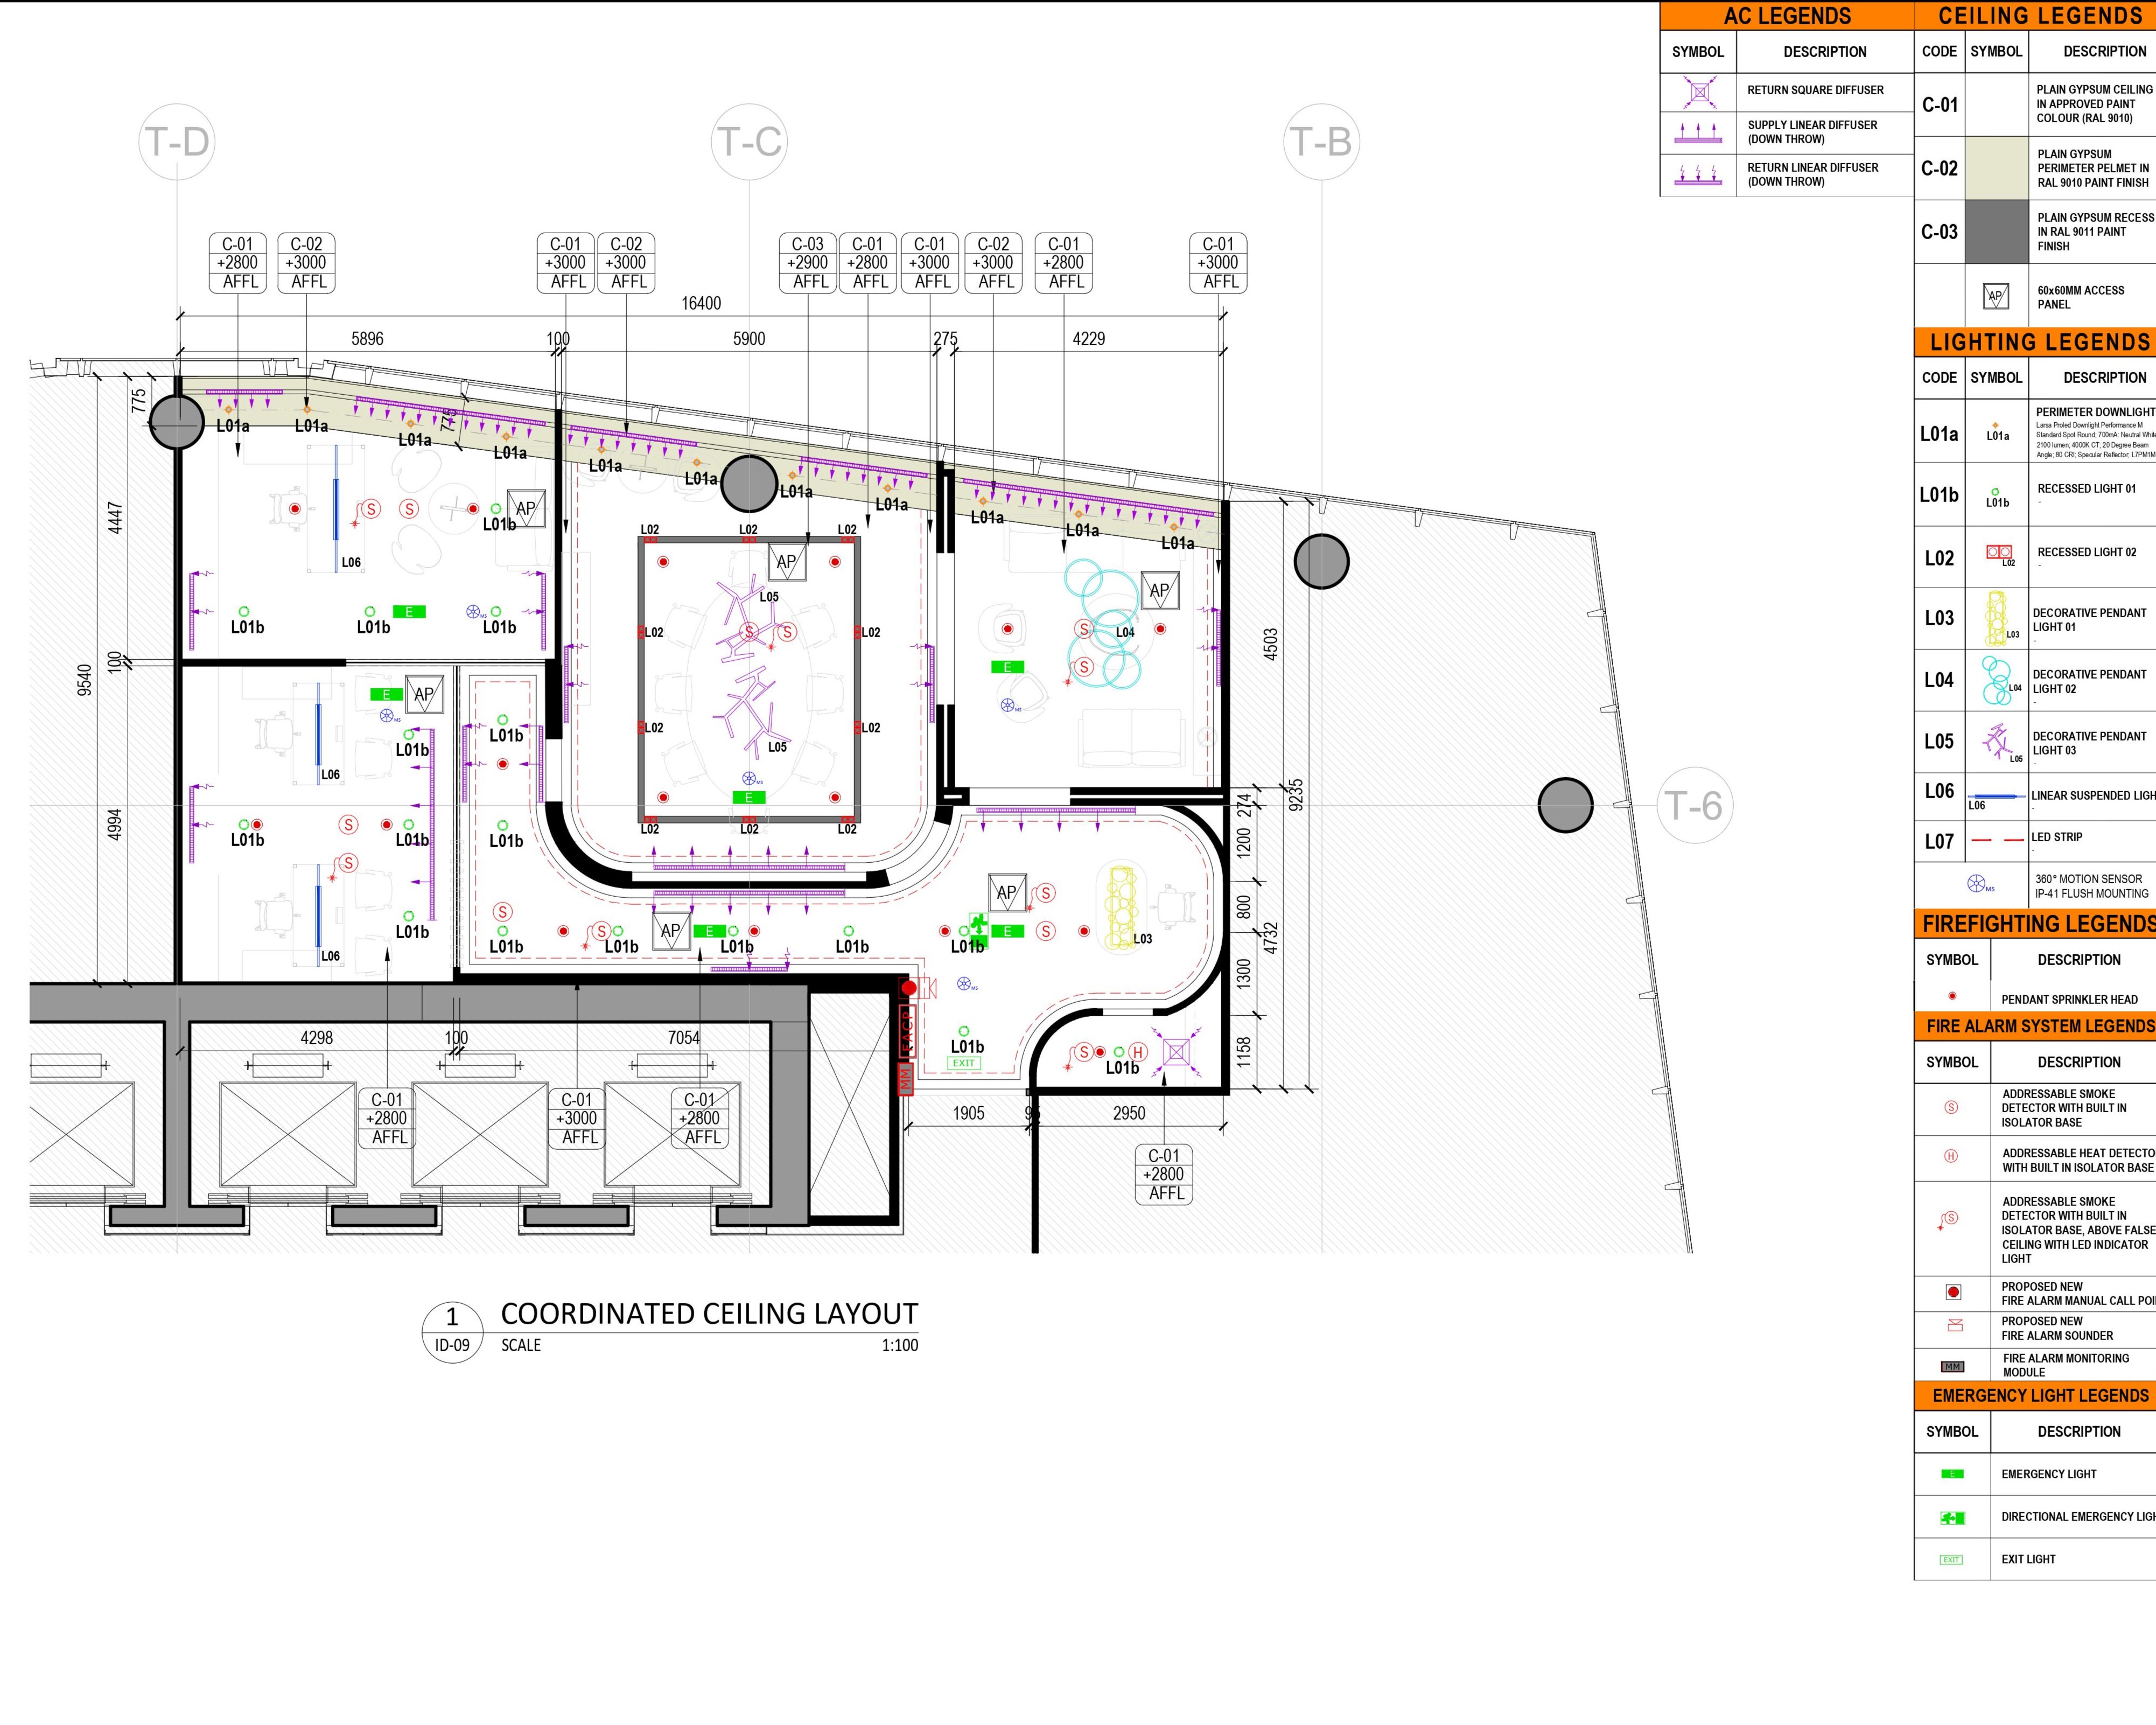 AC LEGENDS
SYMBOL DESCRIPTION
RETURN SQUARE DIFFUSER
SUPPLY LINEAR DIFFUSER
(DOWN THROW)
RETURN LINEAR DIFFUSER
(DOWN THROW)
CEILING LEGENDS
CODE SYMBOL DESCRIPTION
C-01
PLAIN GYPSUM CEILING
IN APPROVED PAINT
COLOUR (RAL 9010)
C-02
PLAIN GYPSUM
PERIMETER PELMET IN
RAL 9010 PAINT FINISH
C-03
PLAIN GYPSUM RECESS
IN RAL 9011 PAINT
FINISH
AP
60x60MM ACCESS
PANEL
LIGHTING LEGENDS
CODE SYMBOL DESCRIPTION
L01a L01a
PERIMETER DOWNLIGHT
Larsa Proled Downlight Performance M
Standard Spot Round; 700mA: Neutral White
2100 lumen; 4000K CT; 20 Degree Beam
Angle; 80 CRI; Specular Reflector; L7PM1M
L01b L01b RECESSED LIGHT 01
-
L02 L02 RECESSED LIGHT 02
-
L03 L03
DECORATIVE PENDANT
LIGHT 01
-
L04 L04
DECORATIVE PENDANT
LIGHT 02
-
L05 L05
DECORATIVE PENDANT
LIGHT 03
-
L06 L06 LINEAR SUSPENDED LIGH
L07 LED STRIP
-
MS
360° MOTION SENSOR
IP-41 FLUSH MOUNTING
FIREFIGHTING LEGENDS
SYMBOL DESCRIPTION
PENDANT SPRINKLER HEAD
FIRE ALARM SYSTEM LEGENDS
SYMBOL DESCRIPTION
S
ADDRESSABLE SMOKE
DETECTOR WITH BUILT IN
ISOLATOR BASE
H
ADDRESSABLE HEAT DETECTO
WITH BUILT IN ISOLATOR BASE
S
ADDRESSABLE SMOKE
DETECTOR WITH BUILT IN
ISOLATOR BASE, ABOVE FALSE
CEILING WITH LED INDICATOR
LIGHT
PROPOSED NEW
FIRE ALARM MANUAL CALL POI
PROPOSED NEW
FIRE ALARM SOUNDER
MM
FIRE ALARM MONITORING
MODULE
EMERGENCY LIGHT LEGENDS
SYMBOL DESCRIPTION
E EMERGENCY LIGHT
DIRECTIONAL EMERGENCY LIGH
EXIT EXIT LIGHT
T-D T-C T-B
C-01 C-02 C-01 C-02 C-03 C-01 C-01 C-02 C-01 C-01
+2800 +3000 +3000 +3000 +2900 +2800 +3000 +3000 +2800 +3000
AFFL AFFL AFFL AFFL AFFL AFFL AFFL AFFL AFFL AFFL
16400
5896 100 5900 275 4229
775
775
L01a L01a L01a L01a L01a L01a L01a L01a L01a L01a L01a
4447
100
9540
4994
S S L01b AP
L06
L01b L01b E MS L01b
L02 L02 L02
AP
L05
L02 S S L02
L02 L02
L05
MS
E
L02 L02 L02
AP
S L04
E S
MS
4503
274
9235
1200
800
4732
1300
1158
T-6
E AP
MS
L01b
L06
L01b S L01b
S
L01b
L06
L01b
L01b
S
L01b S L01b AP E L01b L01b
AP S
L01b E S L03
MS
FACP
L01b
EXIT
MM
S H
L01b
4298 100 7054
1905 95 2950
C-01 C-01 C-01
+2800 +3000 +2800
AFFL AFFL AFFL
C-01
+2800
AFFL
1 COORDINATED CEILING LAYOUT
ID-09 SCALE 1:100